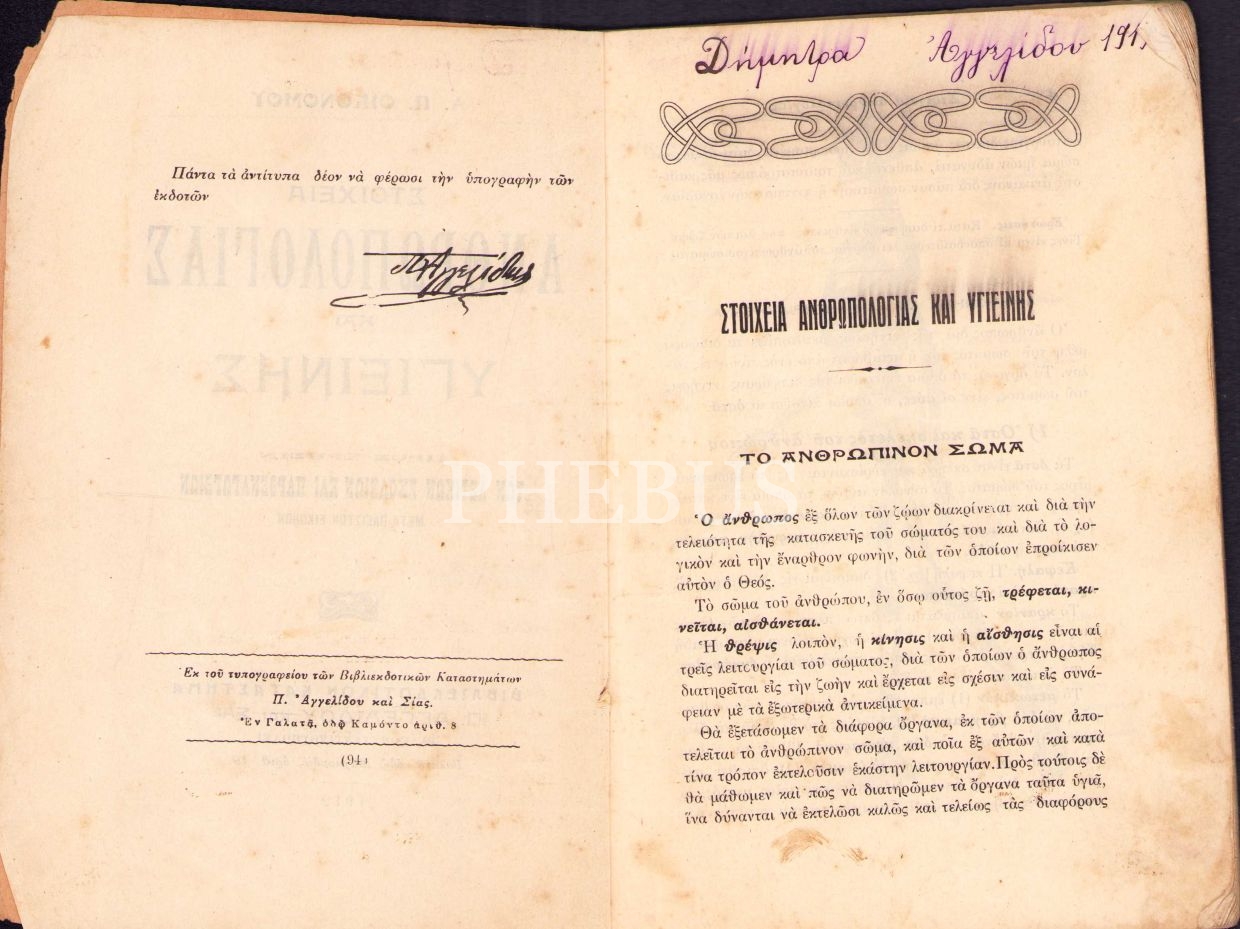 Πάντα τὰ ἀντίτυπα δέον νὰ φέρωσι τὴν ὑπογραφὴν τῶν
ἐκδοτῶν
Ἐκ τοῦ τυπογραφείου τῶν Βιβλιεκδοτικῶν Καταστημάτων
Π. Ἀγγελίδου καὶ Σίας.
Ἐν Γαλατᾷ, ὁδῷ Καμόντο ἀριθ. 8
(94)
Δήμητρα Ἀγγελίδου 191
ΣΤΟΙΧΕΙΑ ΑΝΘΡΩΠΟΛΟΓΙΑΣ ΚΑΙ ΥΓΙΕΙΝΗΣ
ΤΟ ΑΝΘΡΩΠΙΝΟΝ ΣΩΜΑ
PHEBUS
Ὁ ἄνθρωπος ἐξ ὅλων τῶν ζῴων διακρίνεται καὶ διὰ τὴν
τελειότητα τῆς κατασκευῆς τοῦ σώματός του καὶ διὰ τὸ λο-
γικὸν καὶ τὴν ἔναρθρον φωνήν, διὰ τῶν ὁποίων ἐπροίκισεν
αὐτὸν ὁ Θεός.
Τὸ σῶμα τοῦ ἀνθρώπου, ἐν ὅσῳ οὗτος ζῇ, τρέφεται, κι-
νεῖται, αἰσθάνεται.
Ἡ θρέψις λοιπὸν, ἡ κίνησις καὶ ἡ αἴσθησις εἶναι αἱ
τρεῖς λειτουργίαι τοῦ σώματος, διὰ τῶν ὁποίων ὁ ἄνθρωπος
διατηρεῖται εἰς τὴν ζωὴν καὶ ἔρχεται εἰς σχέσιν καὶ εἰς συνά-
φειαν μὲ τὰ ἐξωτερικὰ ἀντικείμενα.
Θὰ ἐξετάσωμεν τὰ διάφορα ὄργανα, ἐκ τῶν ὁποίων ἀπο-
τελεῖται τὸ ἀνθρώπινον σῶμα, καὶ ποῖα ἐξ αὐτῶν καὶ κατὰ
τίνα τρόπον ἐκτελοῦσιν ἑκάστην λειτουργίαν. Πρὸς τούτοις δὲ
θὰ μάθωμεν καὶ πῶς νὰ διατηρῶμεν τὰ ὄργανα ταῦτα ὑγιᾶ,
ἵνα δύνανται νὰ ἐκτελῶσι καλῶς καὶ τελείως τὰς διαφόρους